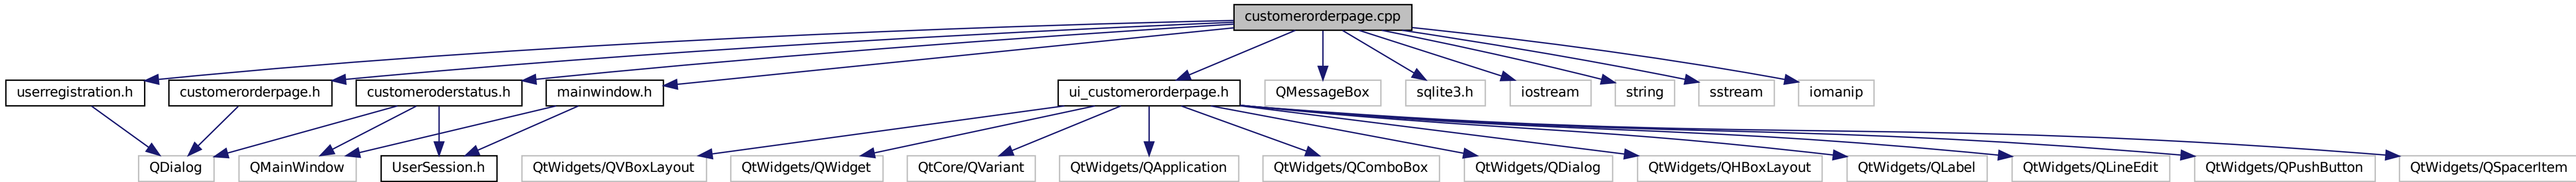 customerorderpage.cpp
userregistration.h
customerorderpage.h
customeroderstatus.h
mainwindow.h
ui_customerorderpage.h
QMessageBox
sqlite3.h
iostream
string
sstream
iomanip
QDialog
QMainWindow
UserSession.h
QtWidgets/QVBoxLayout
QtWidgets/QWidget
QtCore/QVariant
QtWidgets/QApplication
QtWidgets/QComboBox
QtWidgets/QDialog
QtWidgets/QHBoxLayout
QtWidgets/QLabel
QtWidgets/QLineEdit
QtWidgets/QPushButton
QtWidgets/QSpacerItem